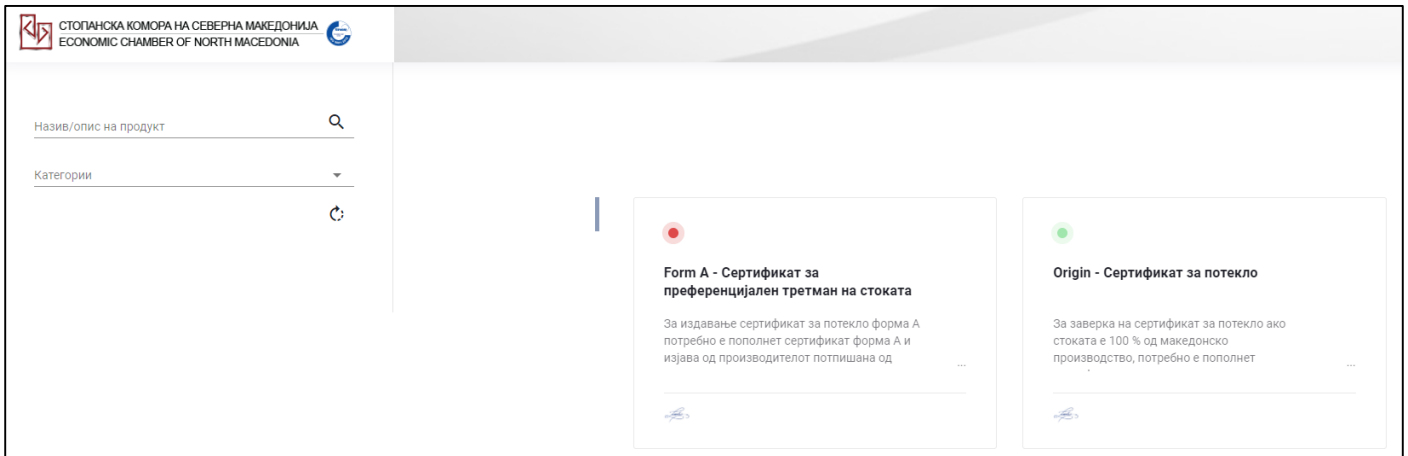 СТОПАНСКА КОМОРА НА СЕВЕРНА МАКЕДОНИЈА
ECONOMIC CHAMBER OF NORTH MACEDONIA
Назив/опис на продукт
Категории
Form A - Сертификат за
преференцијален третман на стоката
За издавање сертификат за потекло форма А
потребно е пополнет сертификат форма А и
изјава од производителот потпишана од
...
Origin - Сертификат за потекло
За заверка на сертификат за потекло ако
стоката е 100 % од македонско
производство, потребно е пополнет
...